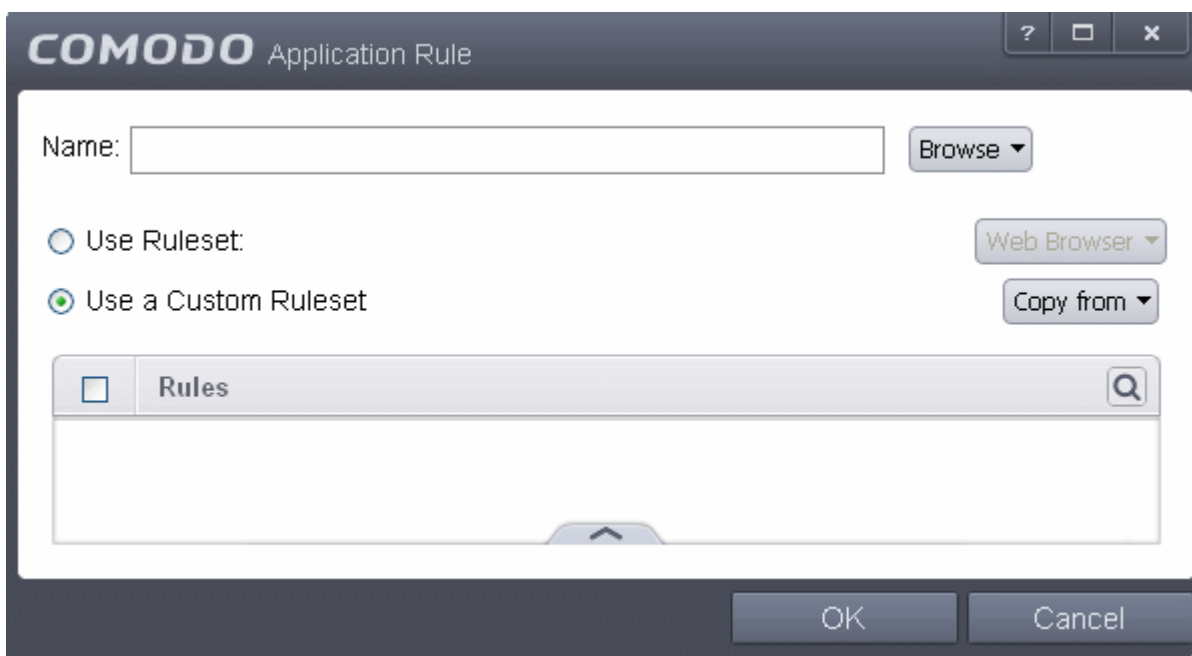 COMODO Application Rule ? x
Name: Browse
Use Ruleset: Web Browser
Use a Custom Ruleset Copy from
Rules
OK Cancel